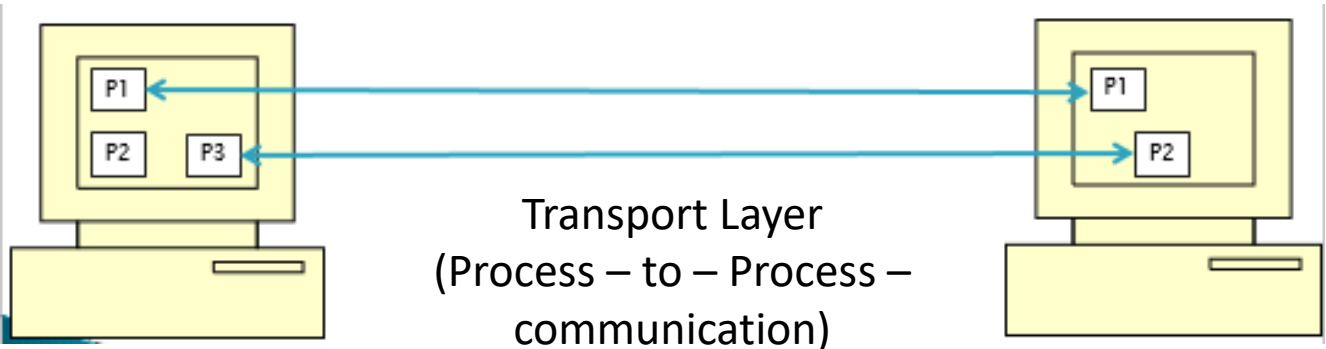 P1
P2
P3
P1
P2
Transport Layer
(Process – to – Process –
communication)